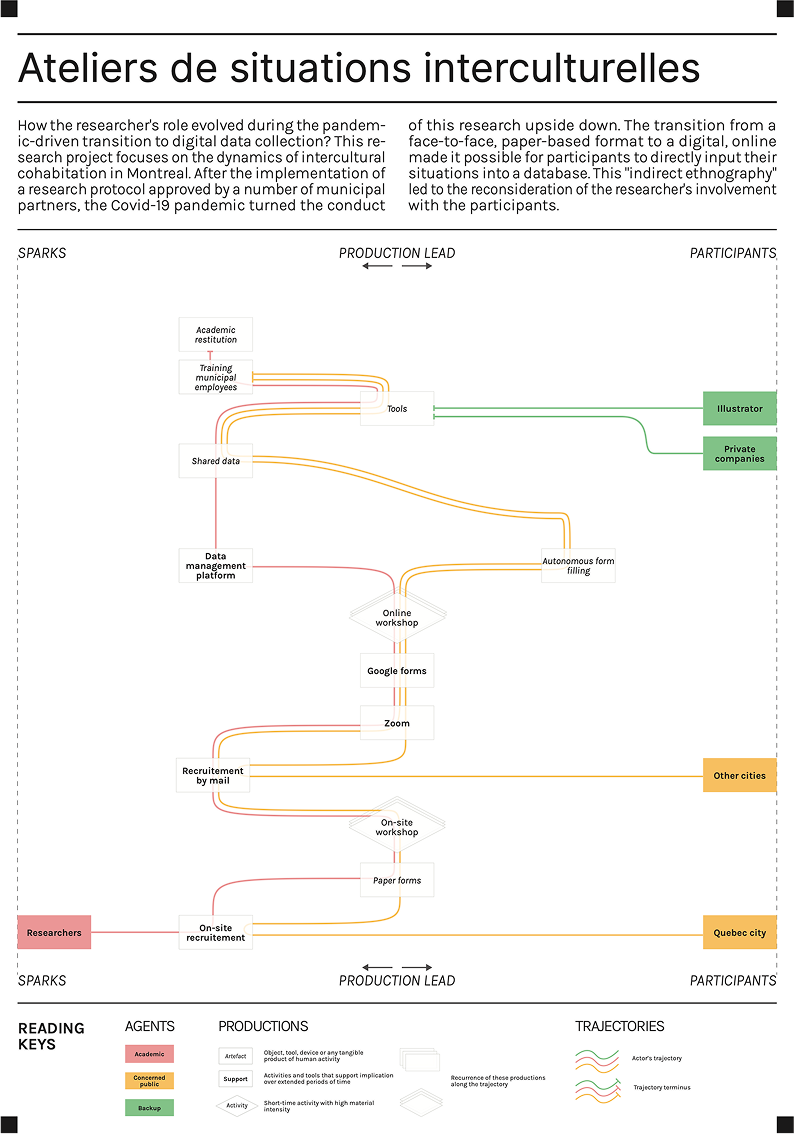 Ateliers de situations interculturelles
How the researcher's role evolved during the pandem-
ic-driven transition to digital data collection? This re-
search project focuses on the dynamics of intercultural
cohabitation in Montreal. After the implementation of
a research protocol approved by a number of municipal
partners, the Covid-19 pandemic turned the conduct
of this research upside down. The transition from a
face-to-face, paper-based format to a digital, online
made it possible for participants to directly input their
situations into a database. This "indirect ethnography"
led to the reconsideration of the researcher's involvement
with the participants.
SPARKS
PRODUCTION LEAD
PARTICIPANTS
Academic
restitution
Training
municipal
employees
Tools
Illustrator
Private
companies
Shared data
Data
management
platform
Autonomous form
filling
Online
workshop
Google forms
Zoom
Recruitement
by mail
Other cities
On-site
workshop
Paper forms
Researchers
On-site
recruitement
Quebec city
SPARKS
PRODUCTION LEAD
PARTICIPANTS
READING
KEYS
AGENTS
Academic
Concerned
public
Backup
PRODUCTIONS
Artefact
Object, tool, device or any tangible
product of human activity
Support
Activities and tools that support implication
over extended periods of time
Activity
Short-time activity with high material
intensity
Recurrence of these productions
along the trajectory
TRAJECTORIES
Actor's trajectory
Trajectory terminus